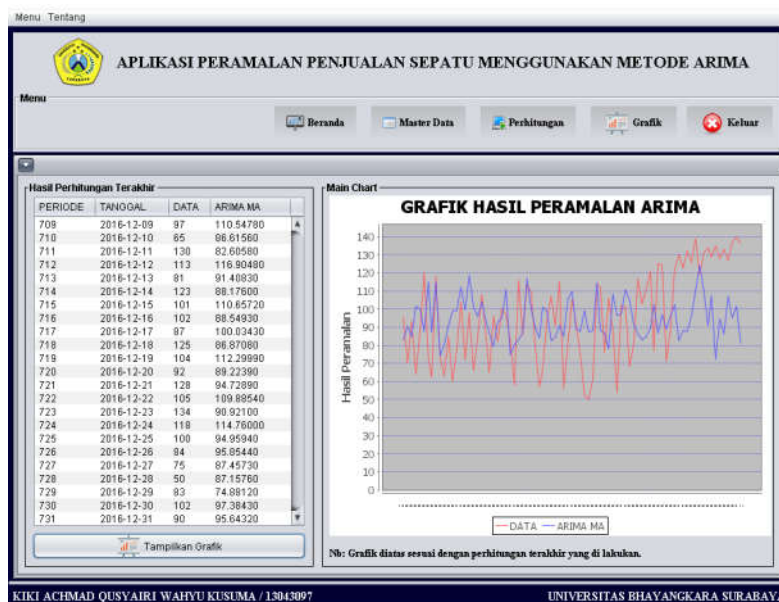 Menu Tentang
APLIKASI PERAMALAN PENJUALAN SEPATU MENGGUNAKAN METODE ARIMA
Menu
Beranda Master Data Perhitungan Grafik Keluar
Hasil Perhitungan Terakhir
PERIODE TANGGAL DATA ARIMA MA
709 2016-12-09 97 110.54780
710 2016-12-10 65 86.61560
711 2016-12-11 130 82.60580
712 2016-12-12 113 116.90480
713 2016-12-13 81 91.40830
714 2016-12-14 123 88.17600
715 2016-12-15 101 110.65720
716 2016-12-16 102 88.54930
717 2016-12-17 87 100.03430
718 2016-12-18 125 86.87080
719 2016-12-19 104 112.29990
720 2016-12-20 92 89.22390
721 2016-12-21 128 94.72890
722 2016-12-22 105 109.88540
723 2016-12-23 134 90.92100
724 2016-12-24 118 114.76000
725 2016-12-25 100 94.95940
726 2016-12-26 84 95.85440
727 2016-12-27 75 87.45730
728 2016-12-28 50 87.15760
729 2016-12-29 83 74.88120
730 2016-12-30 102 97.38430
731 2016-12-31 90 95.64320
Tampilkan Grafik
Main Chart
GRAFIK HASIL PERAMALAN ARIMA
Hasil Peramalan
140
130
120
110
100
90
80
70
60
50
40
30
20
10
0
DATA ARIMA MA
Nb: Grafik diatas sesuai dengan perhitungan terakhir yang di lakukan.
KIKI ACHMAD QUSYAIRI WAHYU KUSUMA / 13043097
UNIVERSITAS BHAYANGKARA SURABAYA